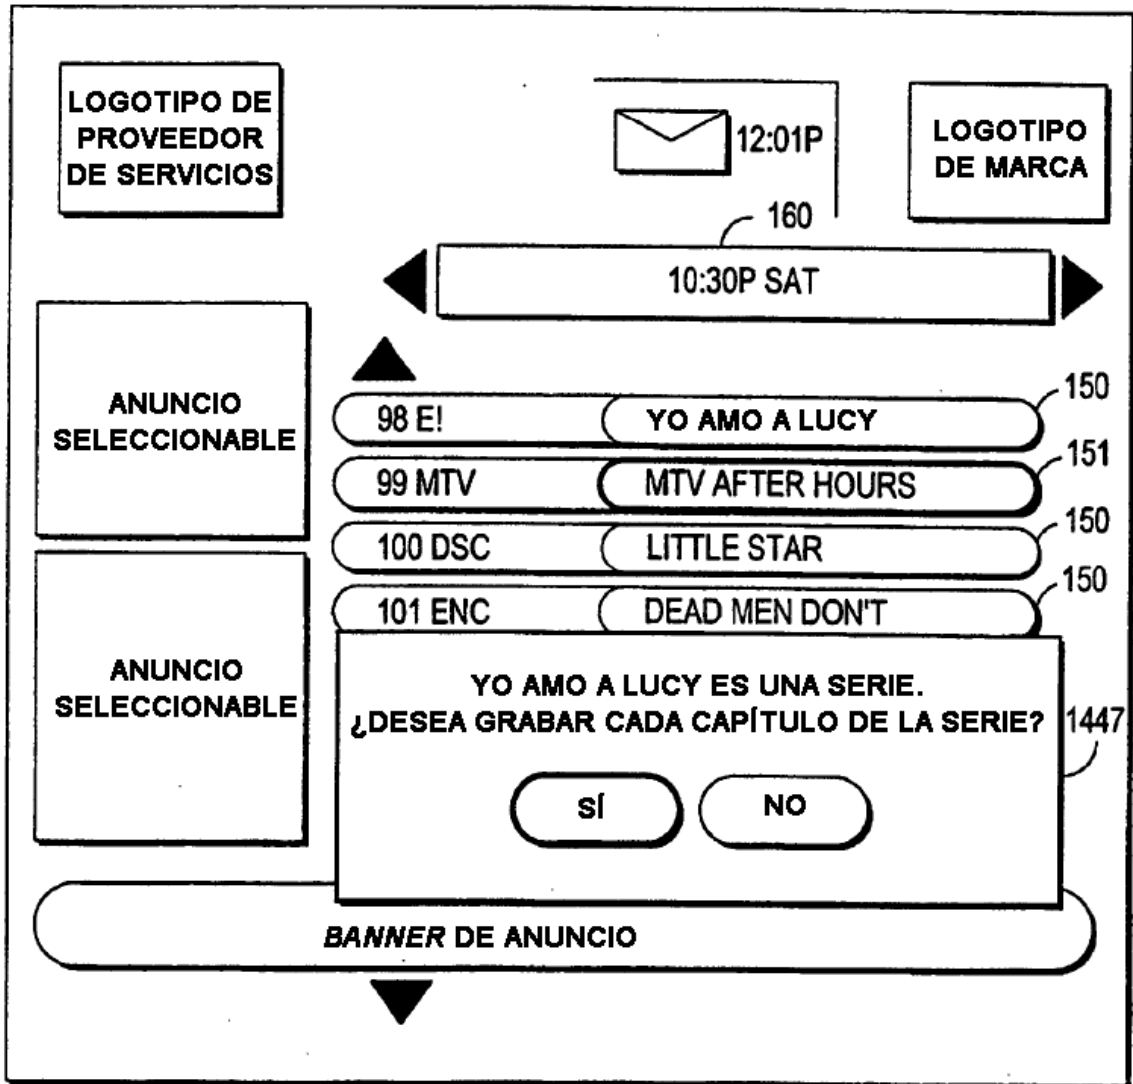 LOGOTIPO DE
PROVEEDOR
DE SERVICIOS
12:01P
LOGOTIPO
DE MARCA
160
10:30P SAT
ANUNCIO
SELECCIONABLE
98 E! YO AMO A LUCY 150
99 MTV MTV AFTER HOURS 151
100 DSC LITTLE STAR 150
101 ENC DEAD MEN DON'T 150
ANUNCIO
SELECCIONABLE
YO AMO A LUCY ES UNA SERIE.
¿DESEA GRABAR CADA CAPÍTULO DE LA SERIE?
1447
SÍ NO
BANNER DE ANUNCIO